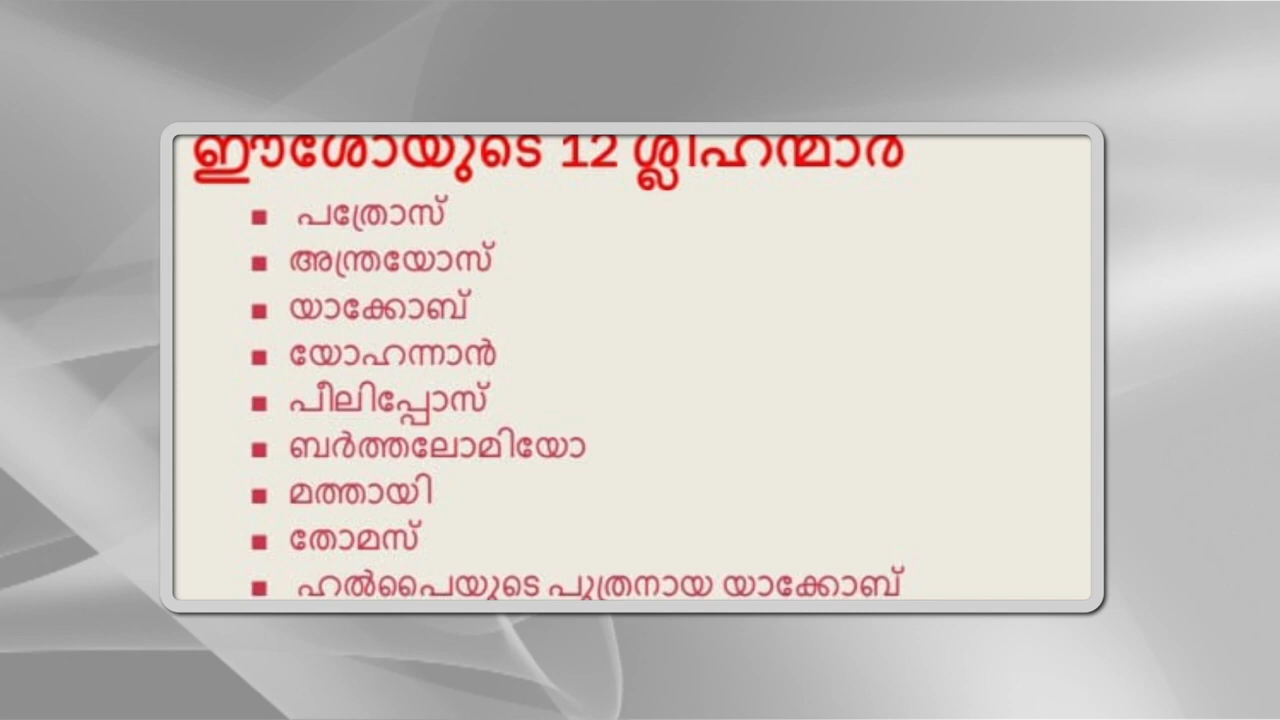 ഈശോയുടെ 12 ശ്ലീഹന്മാർ
പത്രോസ്
അന്ത്രയോസ്
യാക്കോബ്
യോഹന്നാൻ
പീലിപ്പോസ്
ബർത്തലോമിയോ
മത്തായി
തോമസ്
ഹൽപൈയുടെ പുത്രനായ യാക്കോബ്